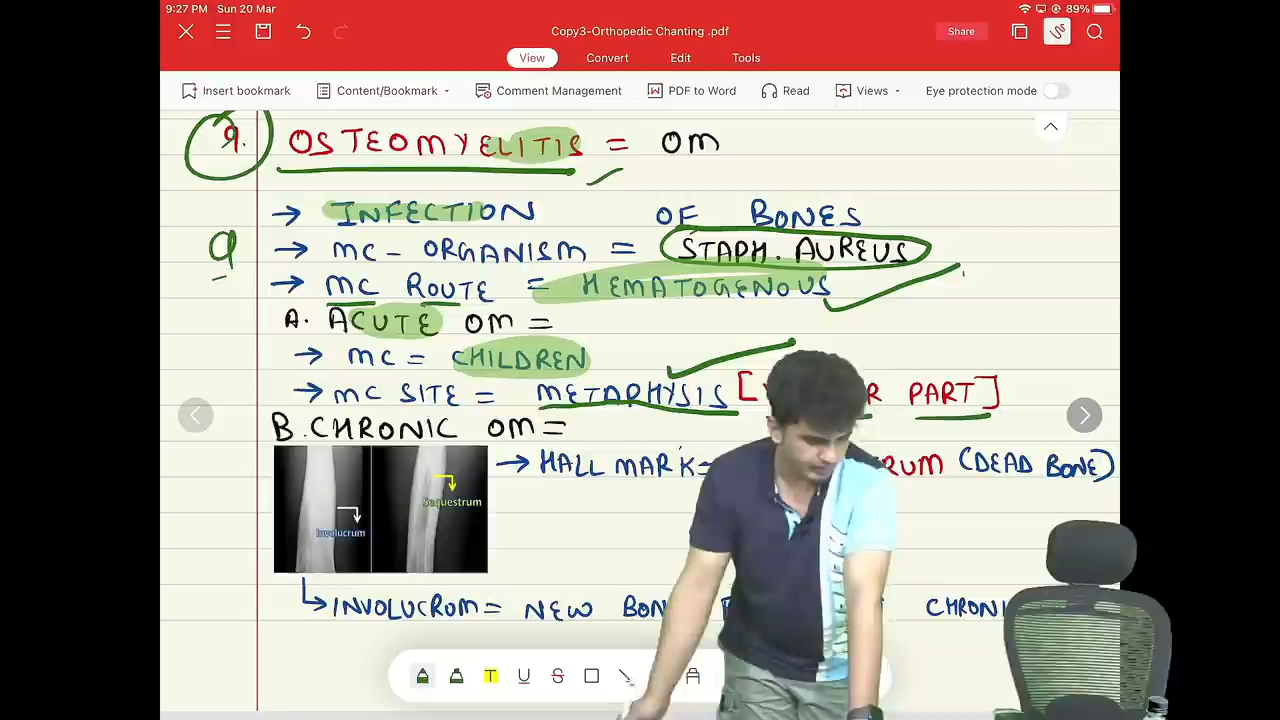 9:27 PM Sun 20 Mar 89%
Copy3-Orthopedic Chanting .pdf
Share
View Convert Edit Tools
Insert bookmark Content/Bookmark Comment Management PDF to Word Read Views Eye protection mode
9. OSTEOMYELITIS = OM
→ INFECTION OF BONES
Q → MC - ORGANISM = STAPH. AUREUS
→ MC ROUTE = HEMATOGENOUS
A. ACUTE OM =
→ MC = CHILDREN
→ MC SITE = METAPHYSIS [ PART]
B. CHRONIC OM =
→ HALL MARK = (DEAD BONE)
Involucrum
Sequestrum
INVOLUCROM = NEW